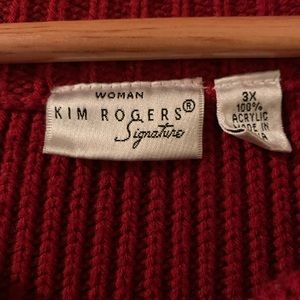 WOMAN
KIM ROGERS®
Signature
3X
100%
ACRYLIC
MADE IN